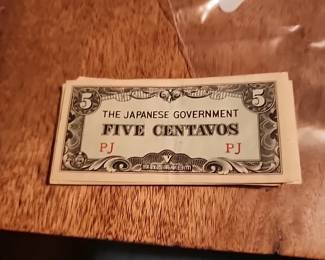 5 5
THE JAPANESE GOVERNMENT
FIVE CENTAVOS
PJ PJ